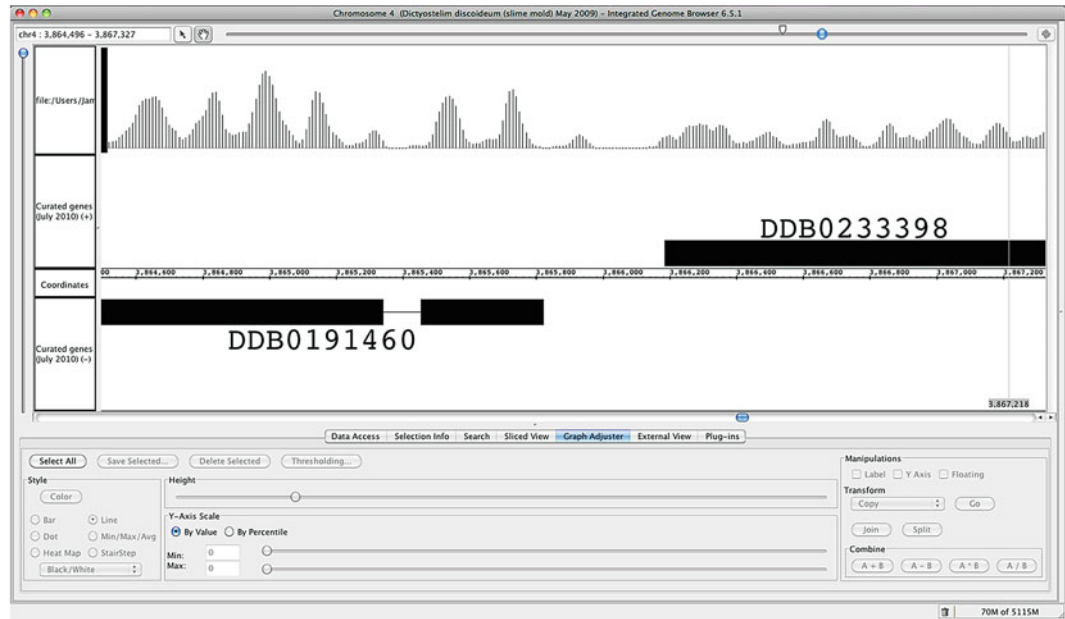 Chromosome 4 (Dictyostelim discoideum (slime mold) May 2009) - Integrated Genome Browser 6.5.1
chr4 : 3,864,496 - 3,867,327
file:/Users/Jam
Curated genes
(July 2010) (+)
DDB0233398
Coordinates
00 3,864,600 3,864,800 3,865,000 3,865,200 3,865,400 3,865,600 3,865,800 3,866,000 3,866,200 3,866,400 3,866,600 3,866,800 3,867,000 3,867,200
DDB0191460
Curated genes
(July 2010) (-)
3,867,218
Data Access Selection Info Search Sliced View Graph Adjuster External View Plug-ins
Select All Save Selected... Delete Selected Thresholding...
Style
Color
Bar Line
Dot Min/Max/Avg
Heat Map StairStep
Black/White
Height
Y-Axis Scale
By Value By Percentile
Min: 0
Max: 0
Manipulations
Label Y Axis Floating
Transform
Copy Go
Join Split
Combine
A + B A - B A * B A / B
70M of 5115M